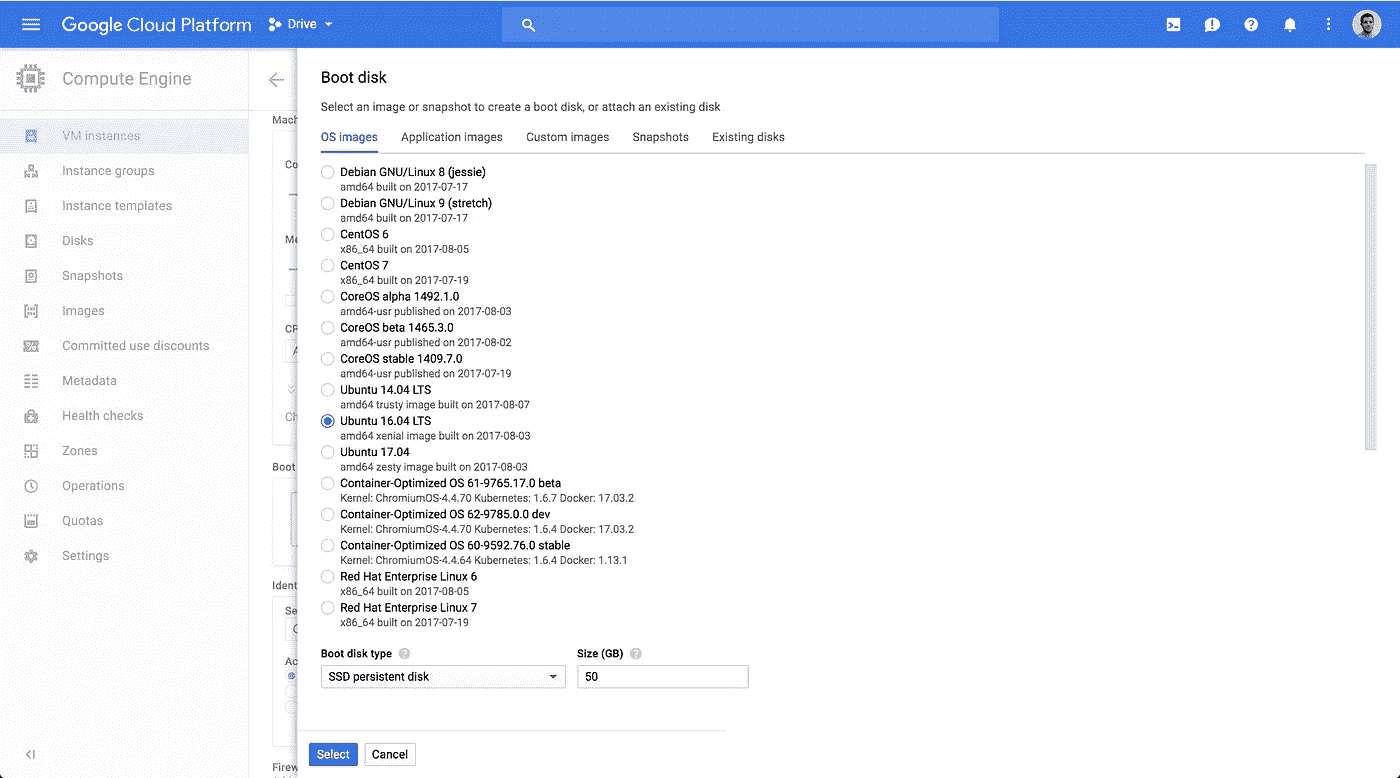 Google Cloud Platform
Drive
Compute Engine
VM instances
Instance groups
Instance templates
Disks
Snapshots
Images
Committed use discounts
Metadata
Health checks
Zones
Operations
Quotas
Settings
Mach
Co
Me
CP
A
Ch
Boot
Ident
Se
Ac
Firew
Boot disk
Select an image or snapshot to create a boot disk, or attach an existing disk
OS images Application images Custom images Snapshots Existing disks
Debian GNU/Linux 8 (jessie)
amd64 built on 2017-07-17
Debian GNU/Linux 9 (stretch)
amd64 built on 2017-07-17
CentOS 6
x86_64 built on 2017-08-05
CentOS 7
x86_64 built on 2017-07-19
CoreOS alpha 1492.1.0
amd64-usr published on 2017-08-03
CoreOS beta 1465.3.0
amd64-usr published on 2017-08-02
CoreOS stable 1409.7.0
amd64-usr published on 2017-07-19
Ubuntu 14.04 LTS
amd64 trusty image built on 2017-08-07
Ubuntu 16.04 LTS
amd64 xenial image built on 2017-08-03
Ubuntu 17.04
amd64 zesty image built on 2017-08-03
Container-Optimized OS 61-9765.17.0 beta
Kernel: ChromiumOS-4.4.70 Kubernetes: 1.6.7 Docker: 17.03.2
Container-Optimized OS 62-9785.0.0 dev
Kernel: ChromiumOS-4.4.70 Kubernetes: 1.6.4 Docker: 17.03.2
Container-Optimized OS 60-9592.76.0 stable
Kernel: ChromiumOS-4.4.64 Kubernetes: 1.6.4 Docker: 1.13.1
Red Hat Enterprise Linux 6
x86_64 built on 2017-08-05
Red Hat Enterprise Linux 7
x86_64 built on 2017-07-19
Boot disk type ? Size (GB) ?
SSD persistent disk 50
Select Cancel